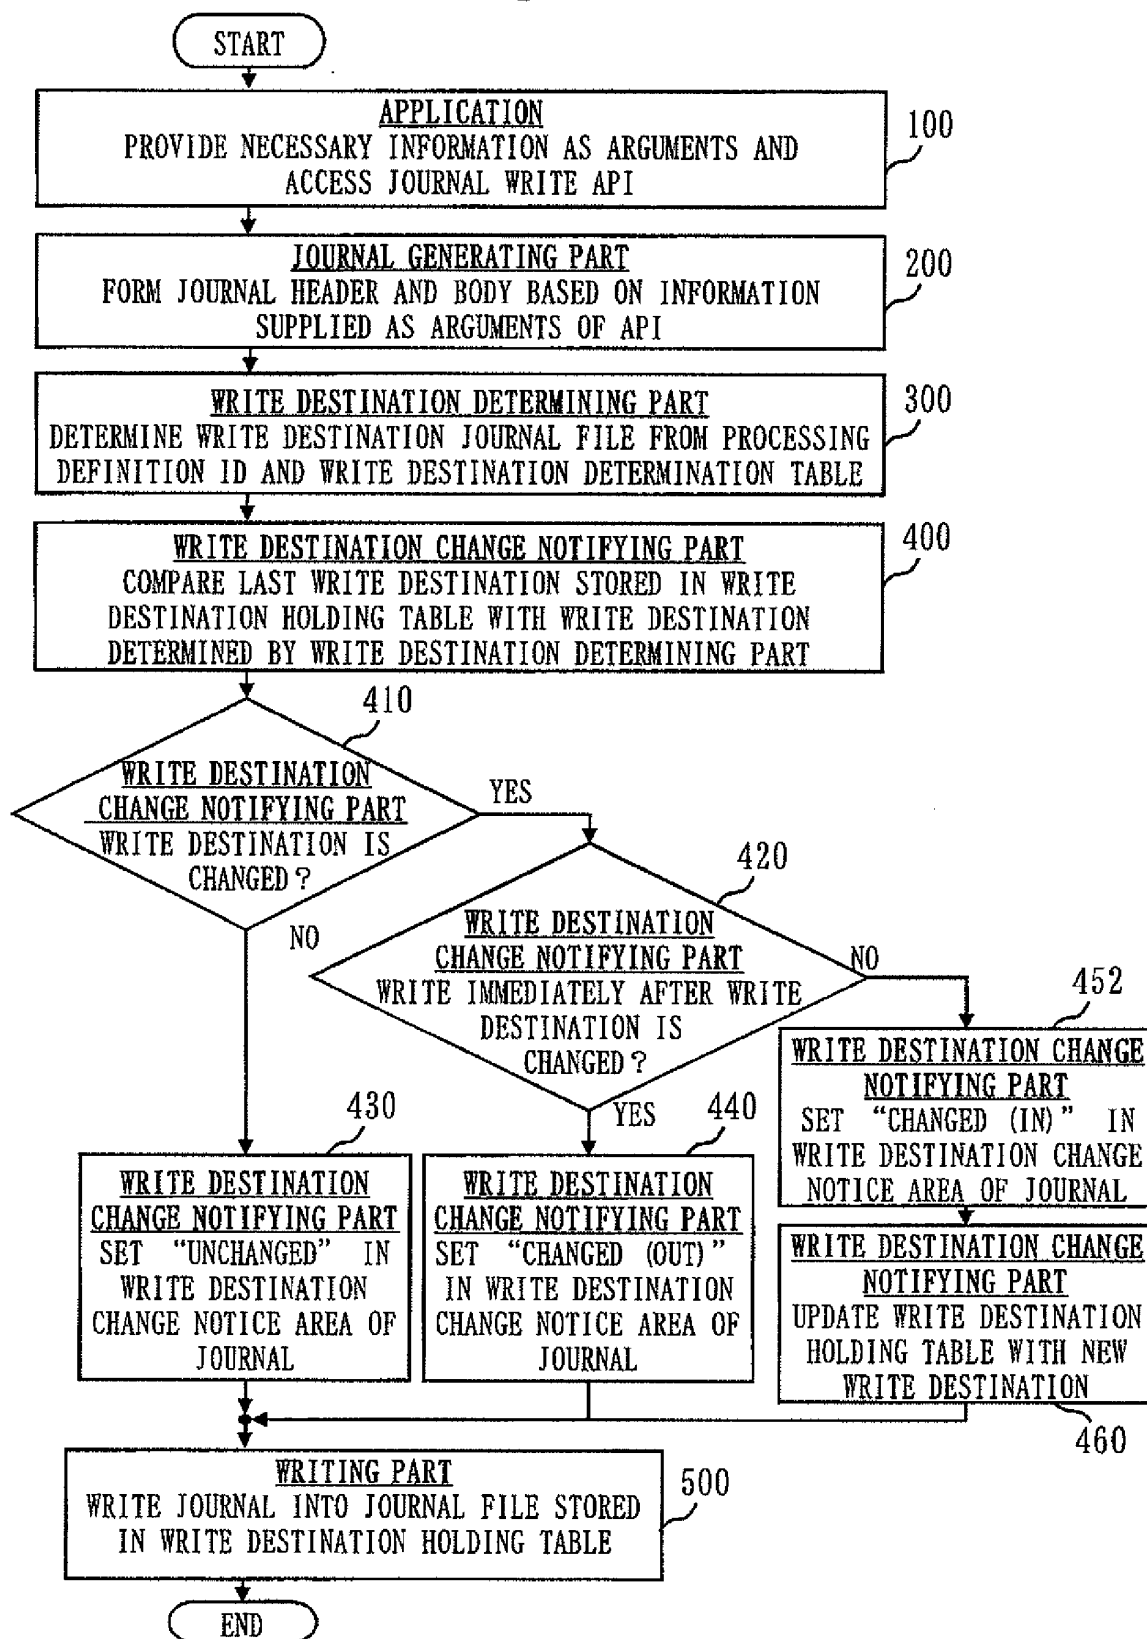 START
APPLICATION
PROVIDE NECESSARY INFORMATION AS ARGUMENTS AND
ACCESS JOURNAL WRITE API
100
JOURNAL GENERATING PART
FORM JOURNAL HEADER AND BODY BASED ON INFORMATION
SUPPLIED AS ARGUMENTS OF API
200
WRITE DESTINATION DETERMINING PART
DETERMINE WRITE DESTINATION JOURNAL FILE FROM PROCESSING
DEFINITION ID AND WRITE DESTINATION DETERMINATION TABLE
300
WRITE DESTINATION CHANGE NOTIFYING PART
COMPARE LAST WRITE DESTINATION STORED IN WRITE
DESTINATION HOLDING TABLE WITH WRITE DESTINATION
DETERMINED BY WRITE DESTINATION DETERMINING PART
400
410
WRITE DESTINATION
CHANGE NOTIFYING PART
WRITE DESTINATION IS
CHANGED?
YES
NO
420
WRITE DESTINATION
CHANGE NOTIFYING PART
WRITE IMMEDIATELY AFTER WRITE
DESTINATION IS
CHANGED?
NO
YES
430
WRITE DESTINATION
CHANGE NOTIFYING PART
SET "UNCHANGED" IN
WRITE DESTINATION
CHANGE NOTICE AREA OF
JOURNAL
440
WRITE DESTINATION
CHANGE NOTIFYING PART
SET "CHANGED (OUT)"
IN WRITE DESTINATION
CHANGE NOTICE AREA OF
JOURNAL
452
WRITE DESTINATION CHANGE
NOTIFYING PART
SET "CHANGED (IN)" IN
WRITE DESTINATION CHANGE
NOTICE AREA OF JOURNAL
WRITE DESTINATION CHANGE
NOTIFYING PART
UPDATE WRITE DESTINATION
HOLDING TABLE WITH NEW
WRITE DESTINATION
460
WRITING PART
WRITE JOURNAL INTO JOURNAL FILE STORED
IN WRITE DESTINATION HOLDING TABLE
500
END